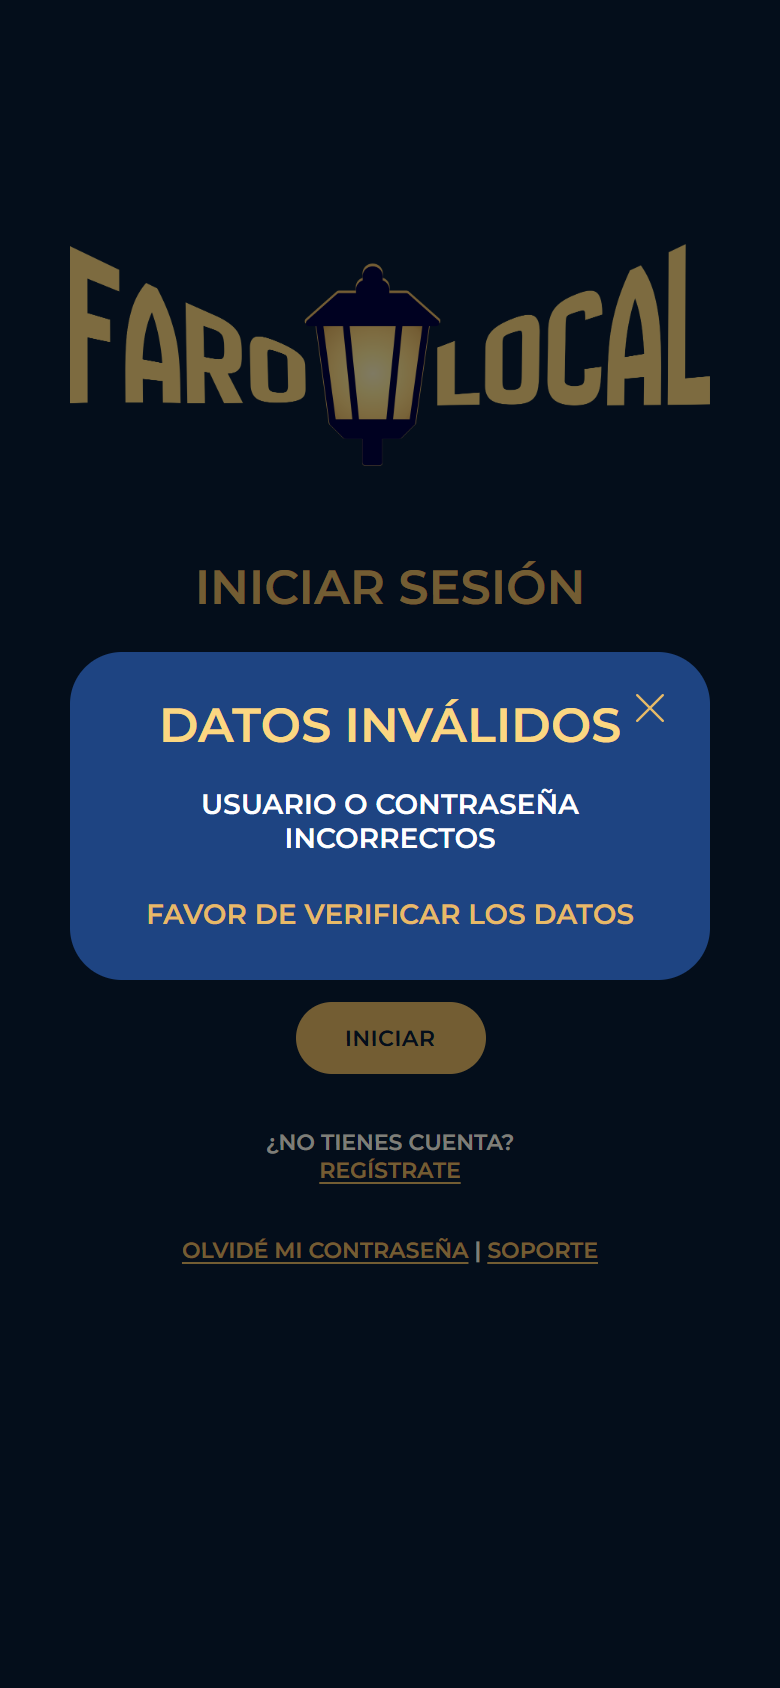 FARO LOCAL
INICIAR SESIÓN
DATOS INVÁLIDOS
USUARIO O CONTRASEÑA
INCORRECTOS
FAVOR DE VERIFICAR LOS DATOS
INICIAR
¿NO TIENES CUENTA?
REGÍSTRATE
OLVIDÉ MI CONTRASEÑA | SOPORTE